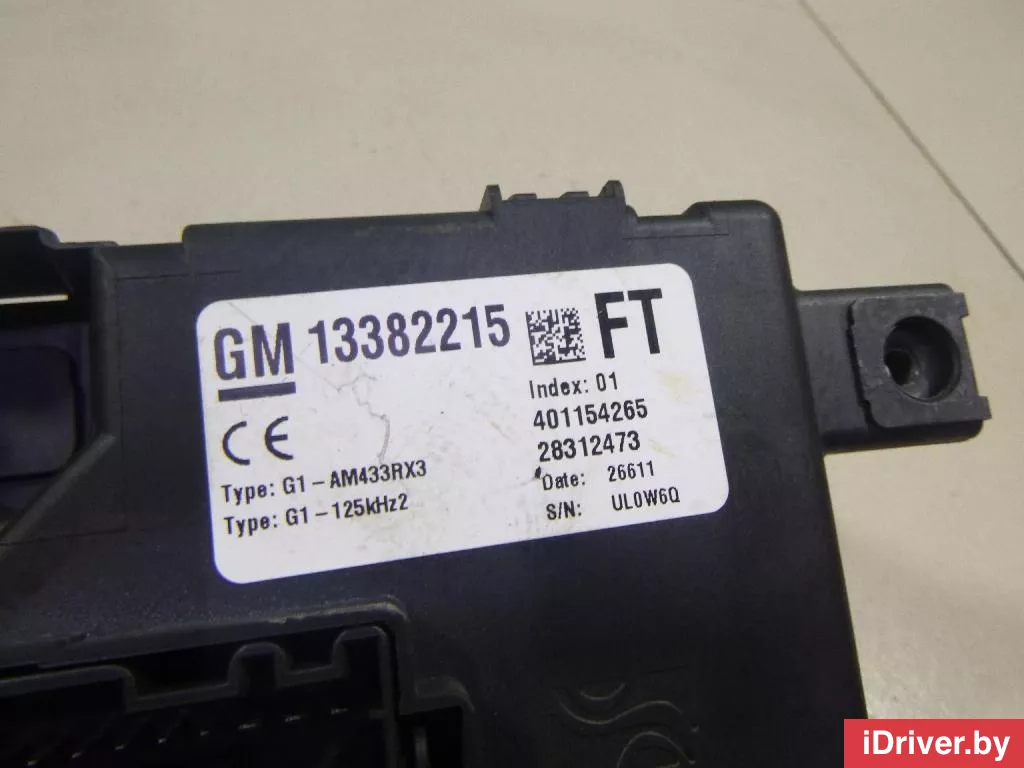 GM 13382215 FT
Index: 01
401154265
28312473
CE
Type: G1-AM433RX3
Date: 26611
Type: G1-125kHz2
S/N: UL0W6Q
iDriver.by